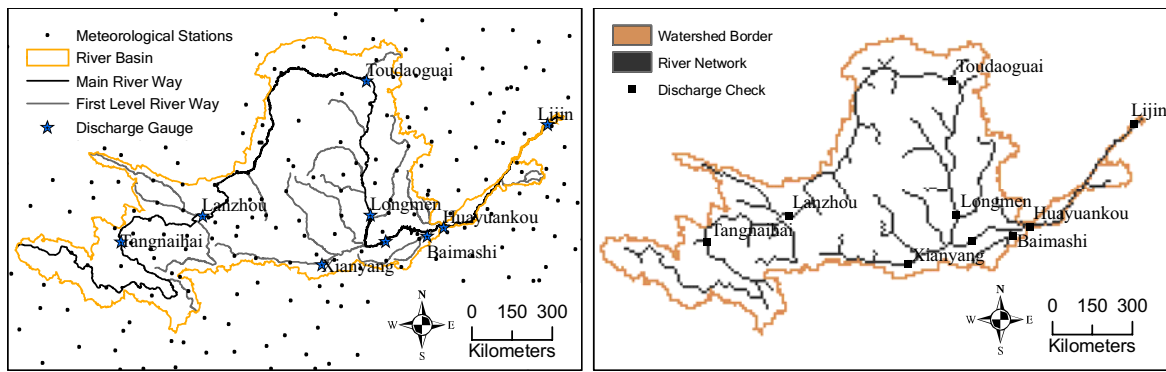 Meteorological Stations
River Basin
Main River Way
First Level River Way
Discharge Gauge
Toudaoguai
Lijin
Lanzhou
Longmen
Huayuankou
Tangnaihai
Baimashi
Xianyang
N
W E
S
0 150 300
Kilometers
Watershed Border
River Network
Discharge Check
Toudaoguai
Lijin
Lanzhou
Longmen
Huayuankou
Tangnaihai
Baimashi
Xianyang
N
W E
S
0 150 300
Kilometers